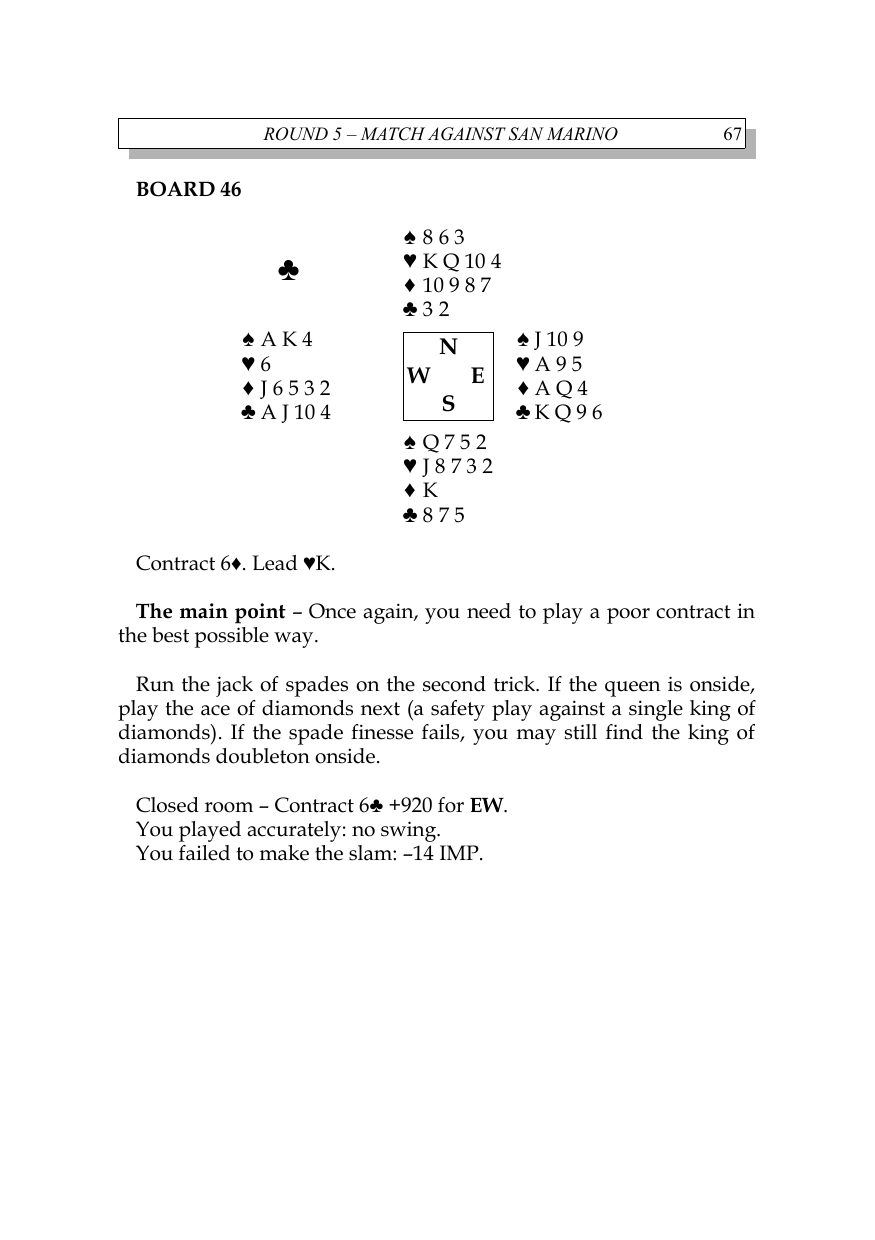 ROUND 5 – MATCH AGAINST SAN MARINO 67
BOARD 46
♣
♠ 8 6 3
♥ K Q 10 4
♦ 10 9 8 7
♣ 3 2
♠ A K 4
♥ 6
♦ J 6 5 3 2
♣ A J 10 4
N
W E
S
♠ J 10 9
♥ A 9 5
♦ A Q 4
♣ K Q 9 6
♠ Q 7 5 2
♥ J 8 7 3 2
♦ K
♣ 8 7 5
Contract 6♦. Lead ♥K.
The main point – Once again, you need to play a poor contract in
the best possible way.
Run the jack of spades on the second trick. If the queen is onside,
play the ace of diamonds next (a safety play against a single king of
diamonds). If the spade finesse fails, you may still find the king of
diamonds doubleton onside.
Closed room – Contract 6♣ +920 for EW.
You played accurately: no swing.
You failed to make the slam: –14 IMP.